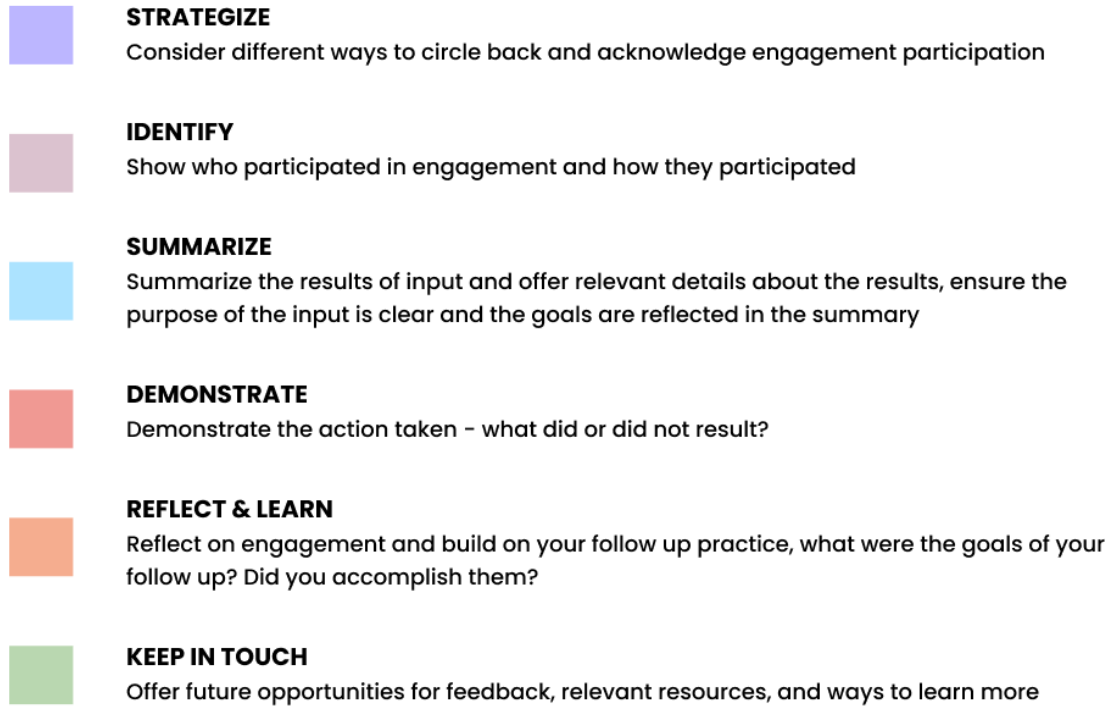 STRATEGIZE
Consider different ways to circle back and acknowledge engagement participation
IDENTIFY
Show who participated in engagement and how they participated
SUMMARIZE
Summarize the results of input and offer relevant details about the results, ensure the
purpose of the input is clear and the goals are reflected in the summary
DEMONSTRATE
Demonstrate the action taken - what did or did not result?
REFLECT & LEARN
Reflect on engagement and build on your follow up practice, what were the goals of your
follow up? Did you accomplish them?
KEEP IN TOUCH
Offer future opportunities for feedback, relevant resources, and ways to learn more